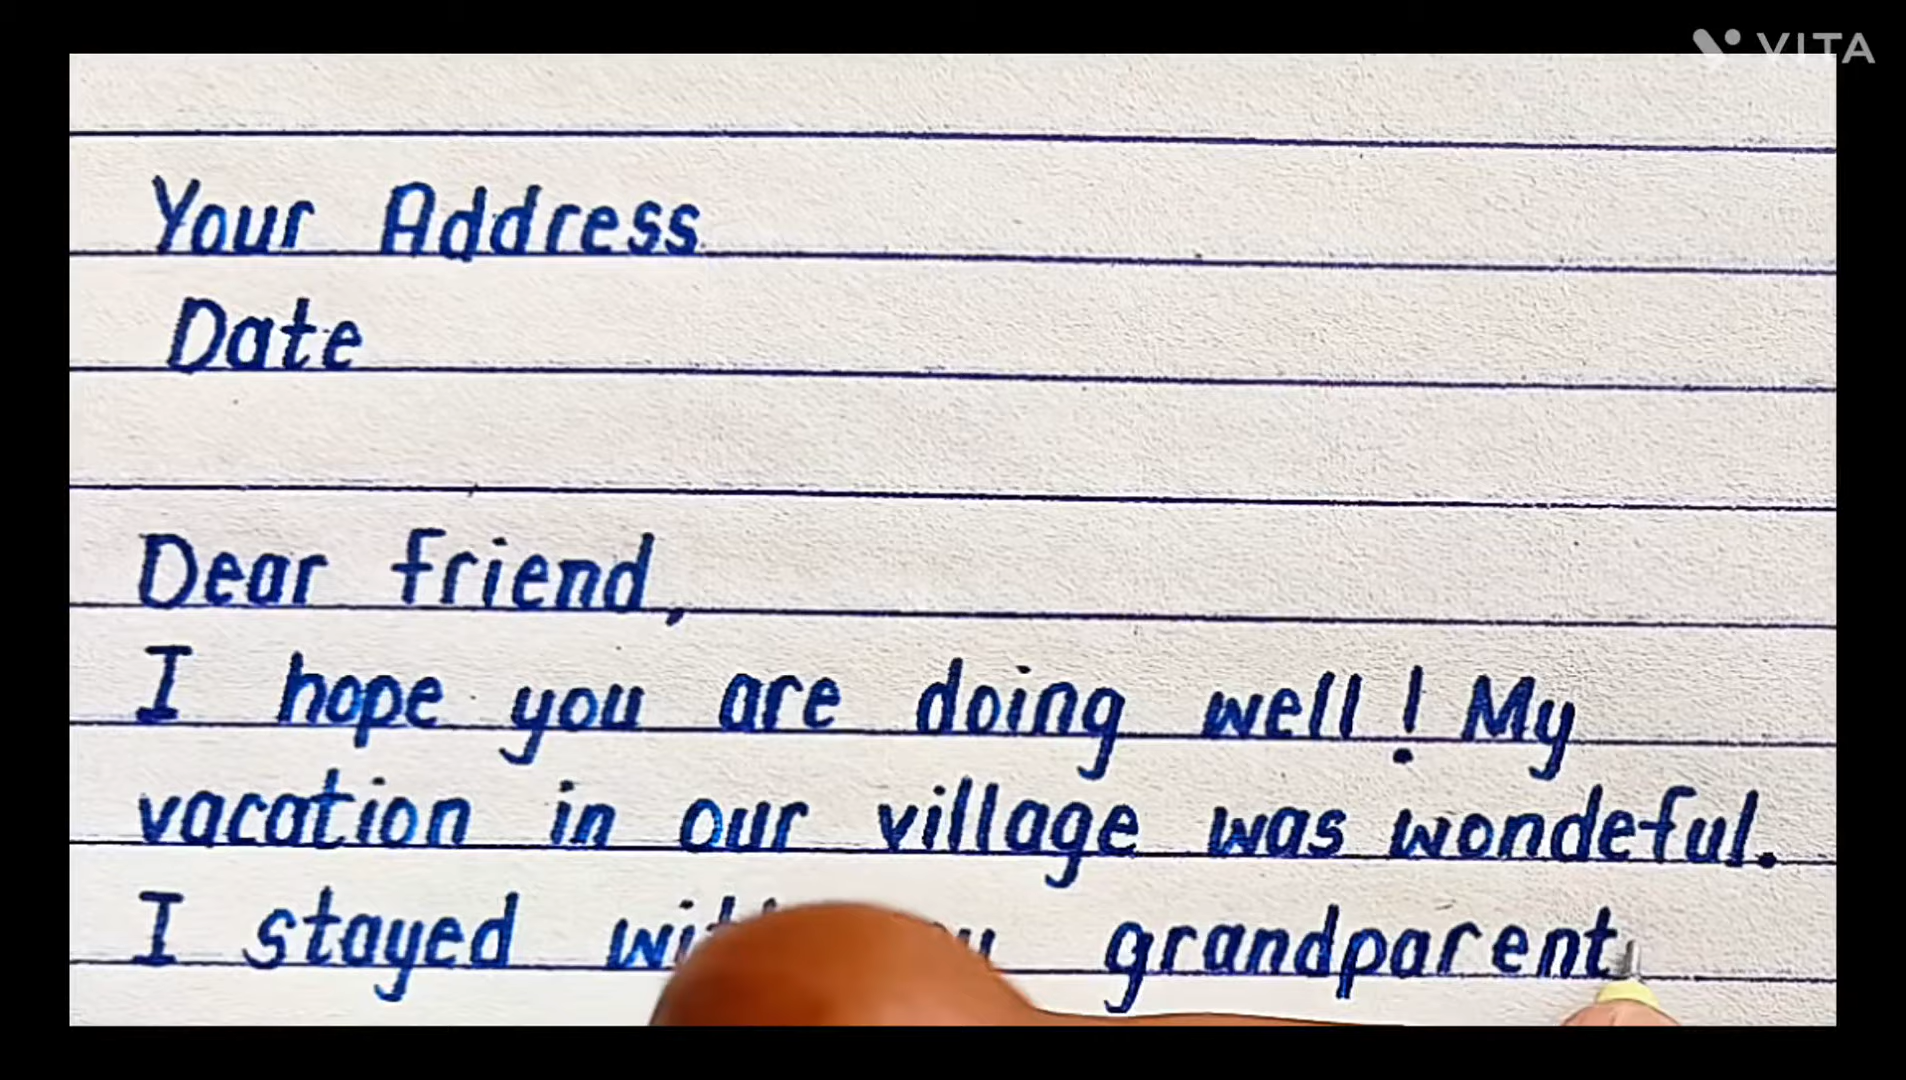 VITA
Your Address
Date
Dear friend,
I hope you are doing well! My
vacation in our village was wondeful.
I stayed grandparent